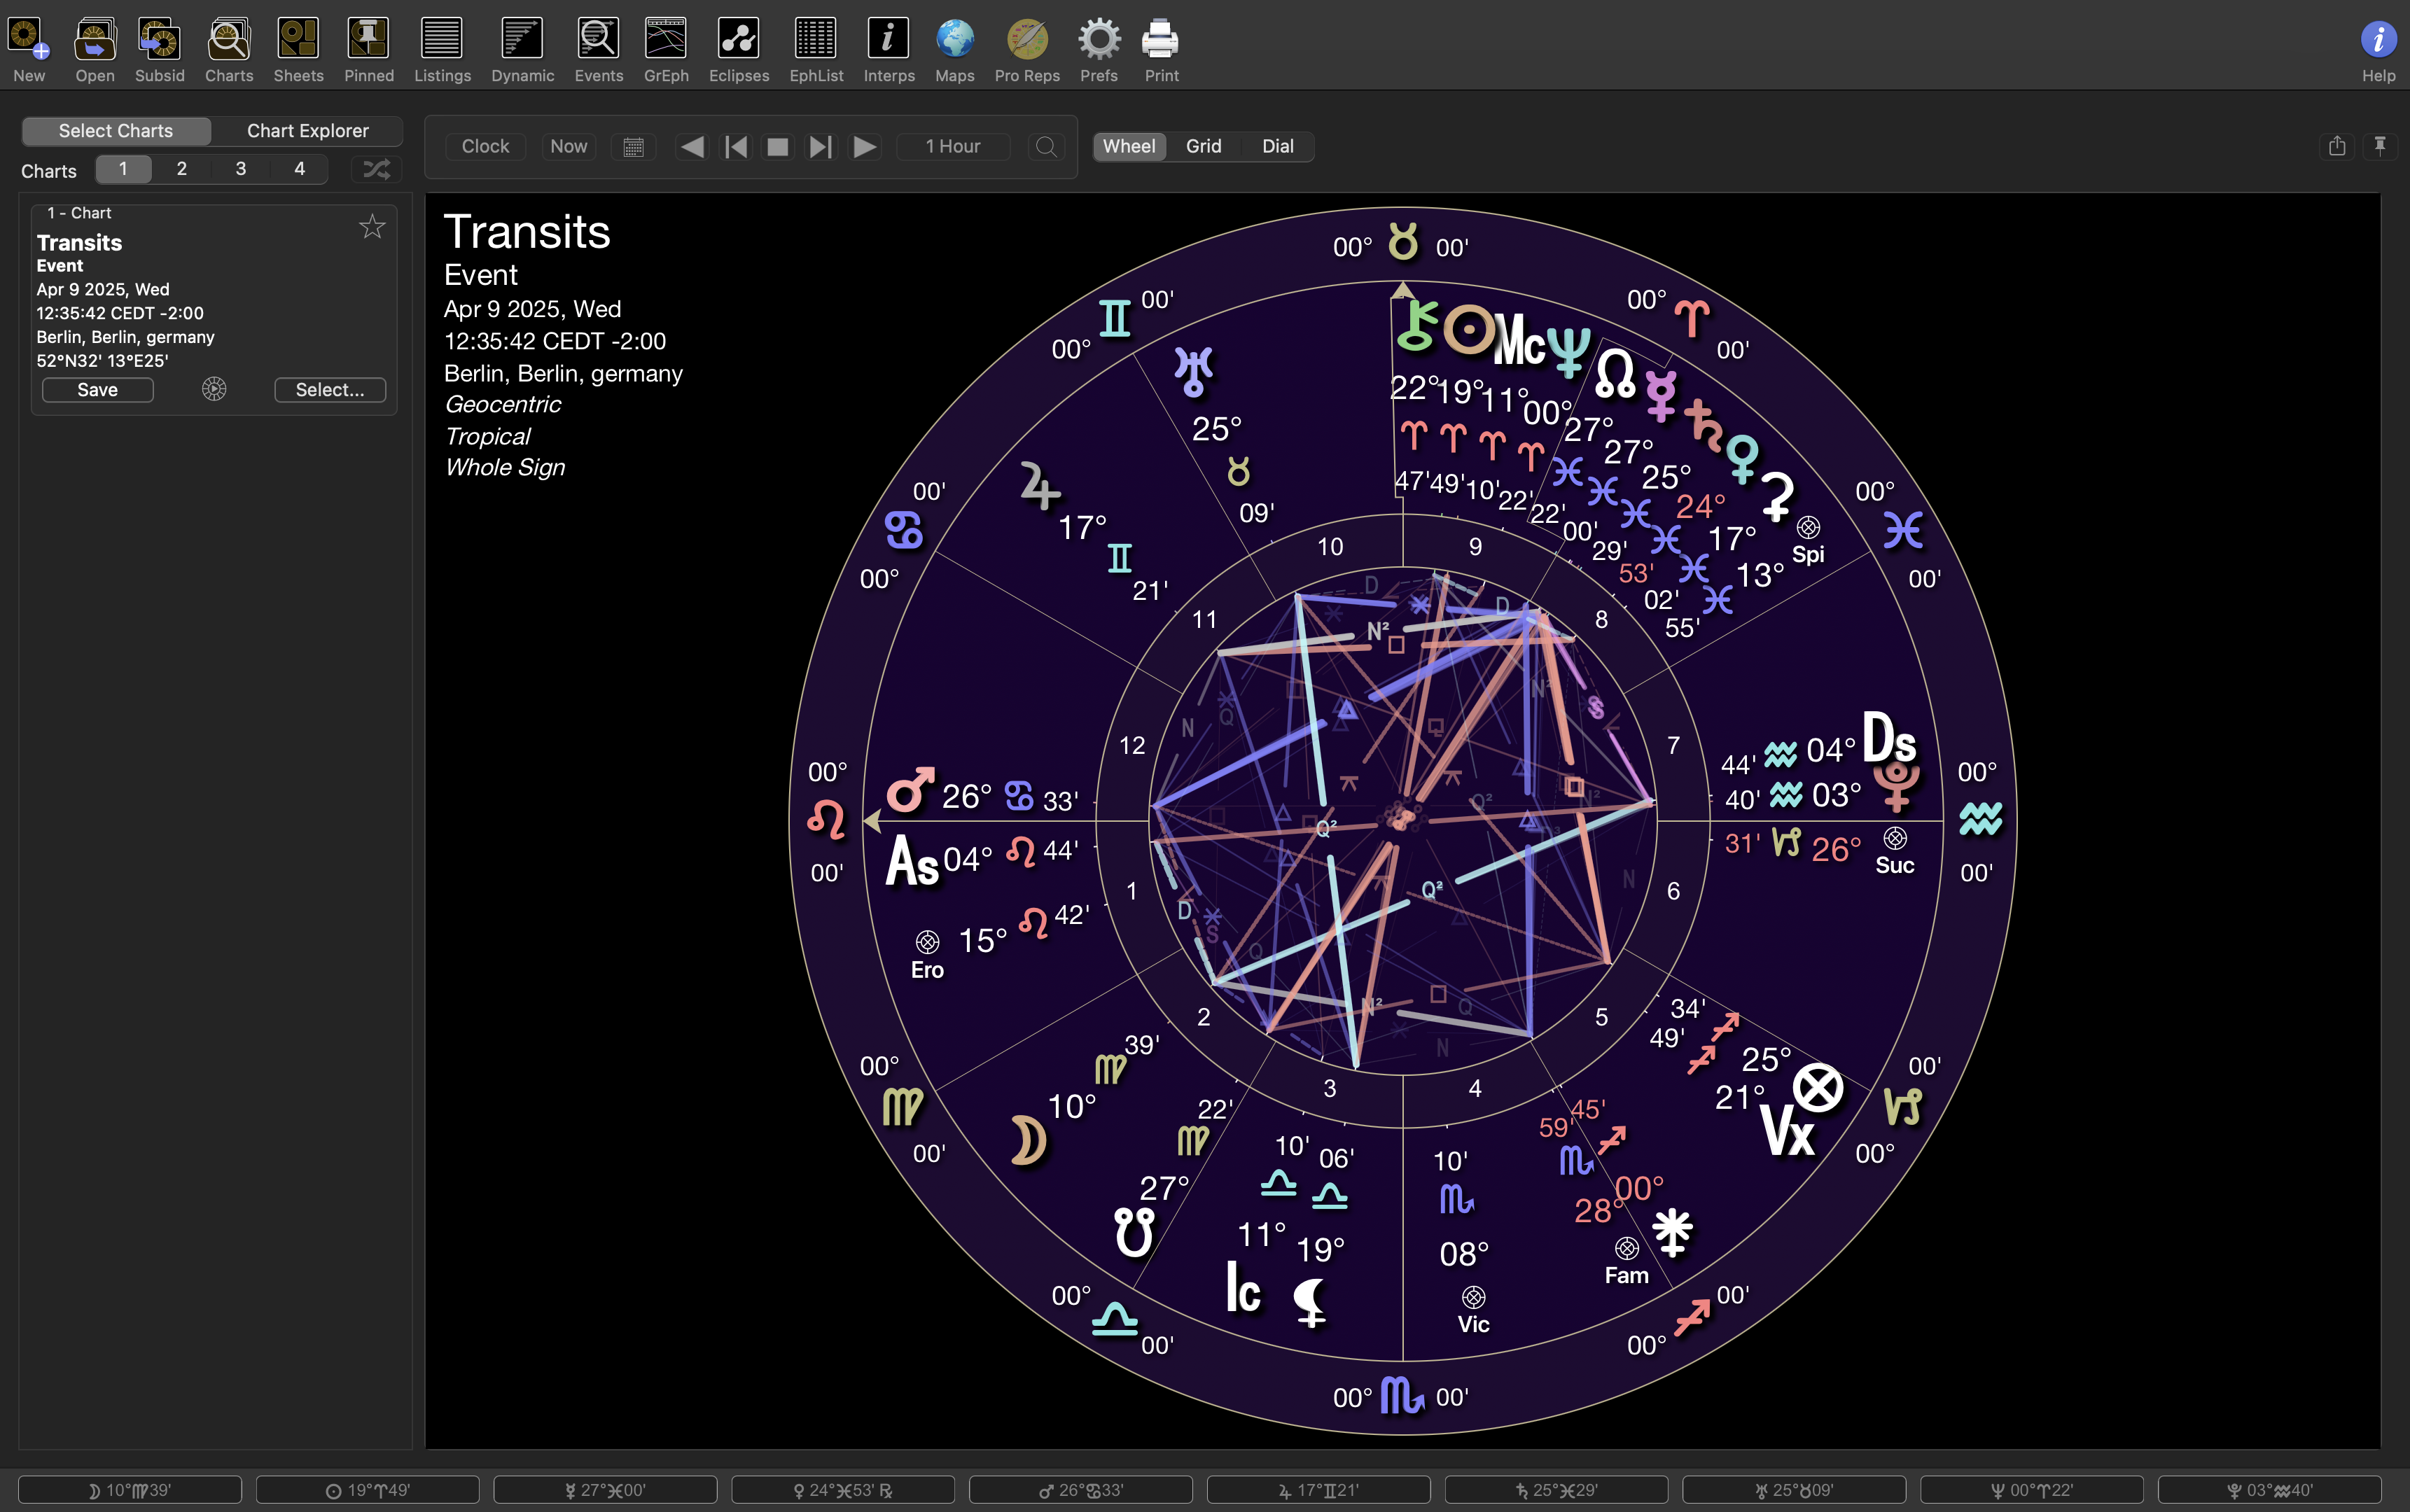 New Open Subsid Charts Sheets Pinned Listings Dynamic Events GrEph Eclipses EphList Interps Maps Pro Reps Prefs Print Help
Select Charts Chart Explorer
Charts 1 2 3 4
Clock Now 1 Hour Wheel Grid Dial
1 - Chart
Transits
Event
Apr 9 2025, Wed
12:35:42 CEDT -2:00
Berlin, Berlin, germany
52°N32' 13°E25'
Save Select...
Transits
Event
Apr 9 2025, Wed
12:35:42 CEDT -2:00
Berlin, Berlin, germany
Geocentric
Tropical
Whole Sign
00° ♉ 00'
00° ♊ 00'
00° ♈ 00'
00° ♋ 00'
00° ♓ 00'
00° ♌ 00'
00° ♒ 00'
00° ♍ 00'
00° ♑ 00'
00° ♎ 00'
00° ♐ 00'
00° ♏ 00'
⚷ 22° ♈ 47'
☉ 19° ♈ 49'
Mc 11° ♈ 10'
♆ 00° ♈ 22'
☊ 27° ♓ 22'
☿ 27° ♓ 00'
♄ 25° ♓ 29'
♀ 24° ♓ 53'
⚳ 17° ♓ 02'
Spi 13° ♓ 55'
♅ 25° ♉ 09'
♃ 17° ♊ 21'
♂ 26° ♋ 33'
As 04° ♌ 44'
Ero 15° ♌ 42'
☽ 10° ♍ 39'
☋ 27° ♍ 22'
Ic 11° ♎ 10'
⚸ 19° ♎ 06'
Vic 08° ♏ 10'
Fam 28° ♏ 59'
⚵ 00° ♐ 45'
Vx 21° ♐ 49'
⊗ 25° ♐ 34'
Suc 26° ♑ 31'
♇ 03° ♒ 40'
Ds 04° ♒ 44'
1 2 3 4 5 6 7 8 9 10 11 12
☽ 10°♍39' ☉ 19°♈49' ☿ 27°♓00' ♀ 24°♓53' ℞ ♂ 26°♋33' ♃ 17°♊21' ♄ 25°♓29' ♅ 25°♉09' ♆ 00°♈22' ♇ 03°♒40'